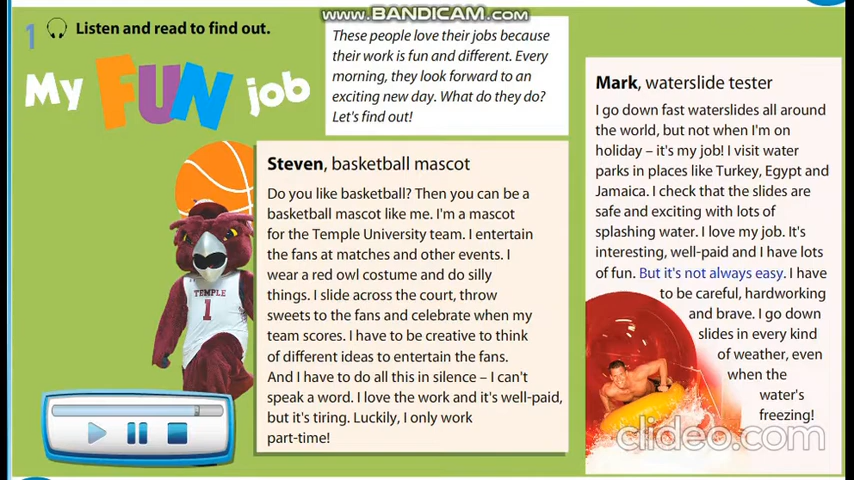 www.BANDICAM.com
1 Listen and read to find out.
My FUN job
These people love their jobs because
their work is fun and different. Every
morning, they look forward to an
exciting new day. What do they do?
Let's find out!
Steven, basketball mascot
Do you like basketball? Then you can be a
basketball mascot like me. I'm a mascot
for the Temple University team. I entertain
the fans at matches and other events. I
wear a red owl costume and do silly
things. I slide across the court, throw
sweets to the fans and celebrate when my
team scores. I have to be creative to think
of different ideas to entertain the fans.
And I have to do all this in silence – I can't
speak a word. I love the work and it's well-paid,
but it's tiring. Luckily, I only work
part-time!
TEMPLE
1
Mark, waterslide tester
I go down fast waterslides all around
the world, but not when I'm on
holiday – it's my job! I visit water
parks in places like Turkey, Egypt and
Jamaica. I check that the slides are
safe and exciting with lots of
splashing water. I love my job. It's
interesting, well-paid and I have lots
of fun. But it's not always easy. I have
to be careful, hardworking
and brave. I go down
slides in every kind
of weather, even
when the
water's
freezing!
clideo.com